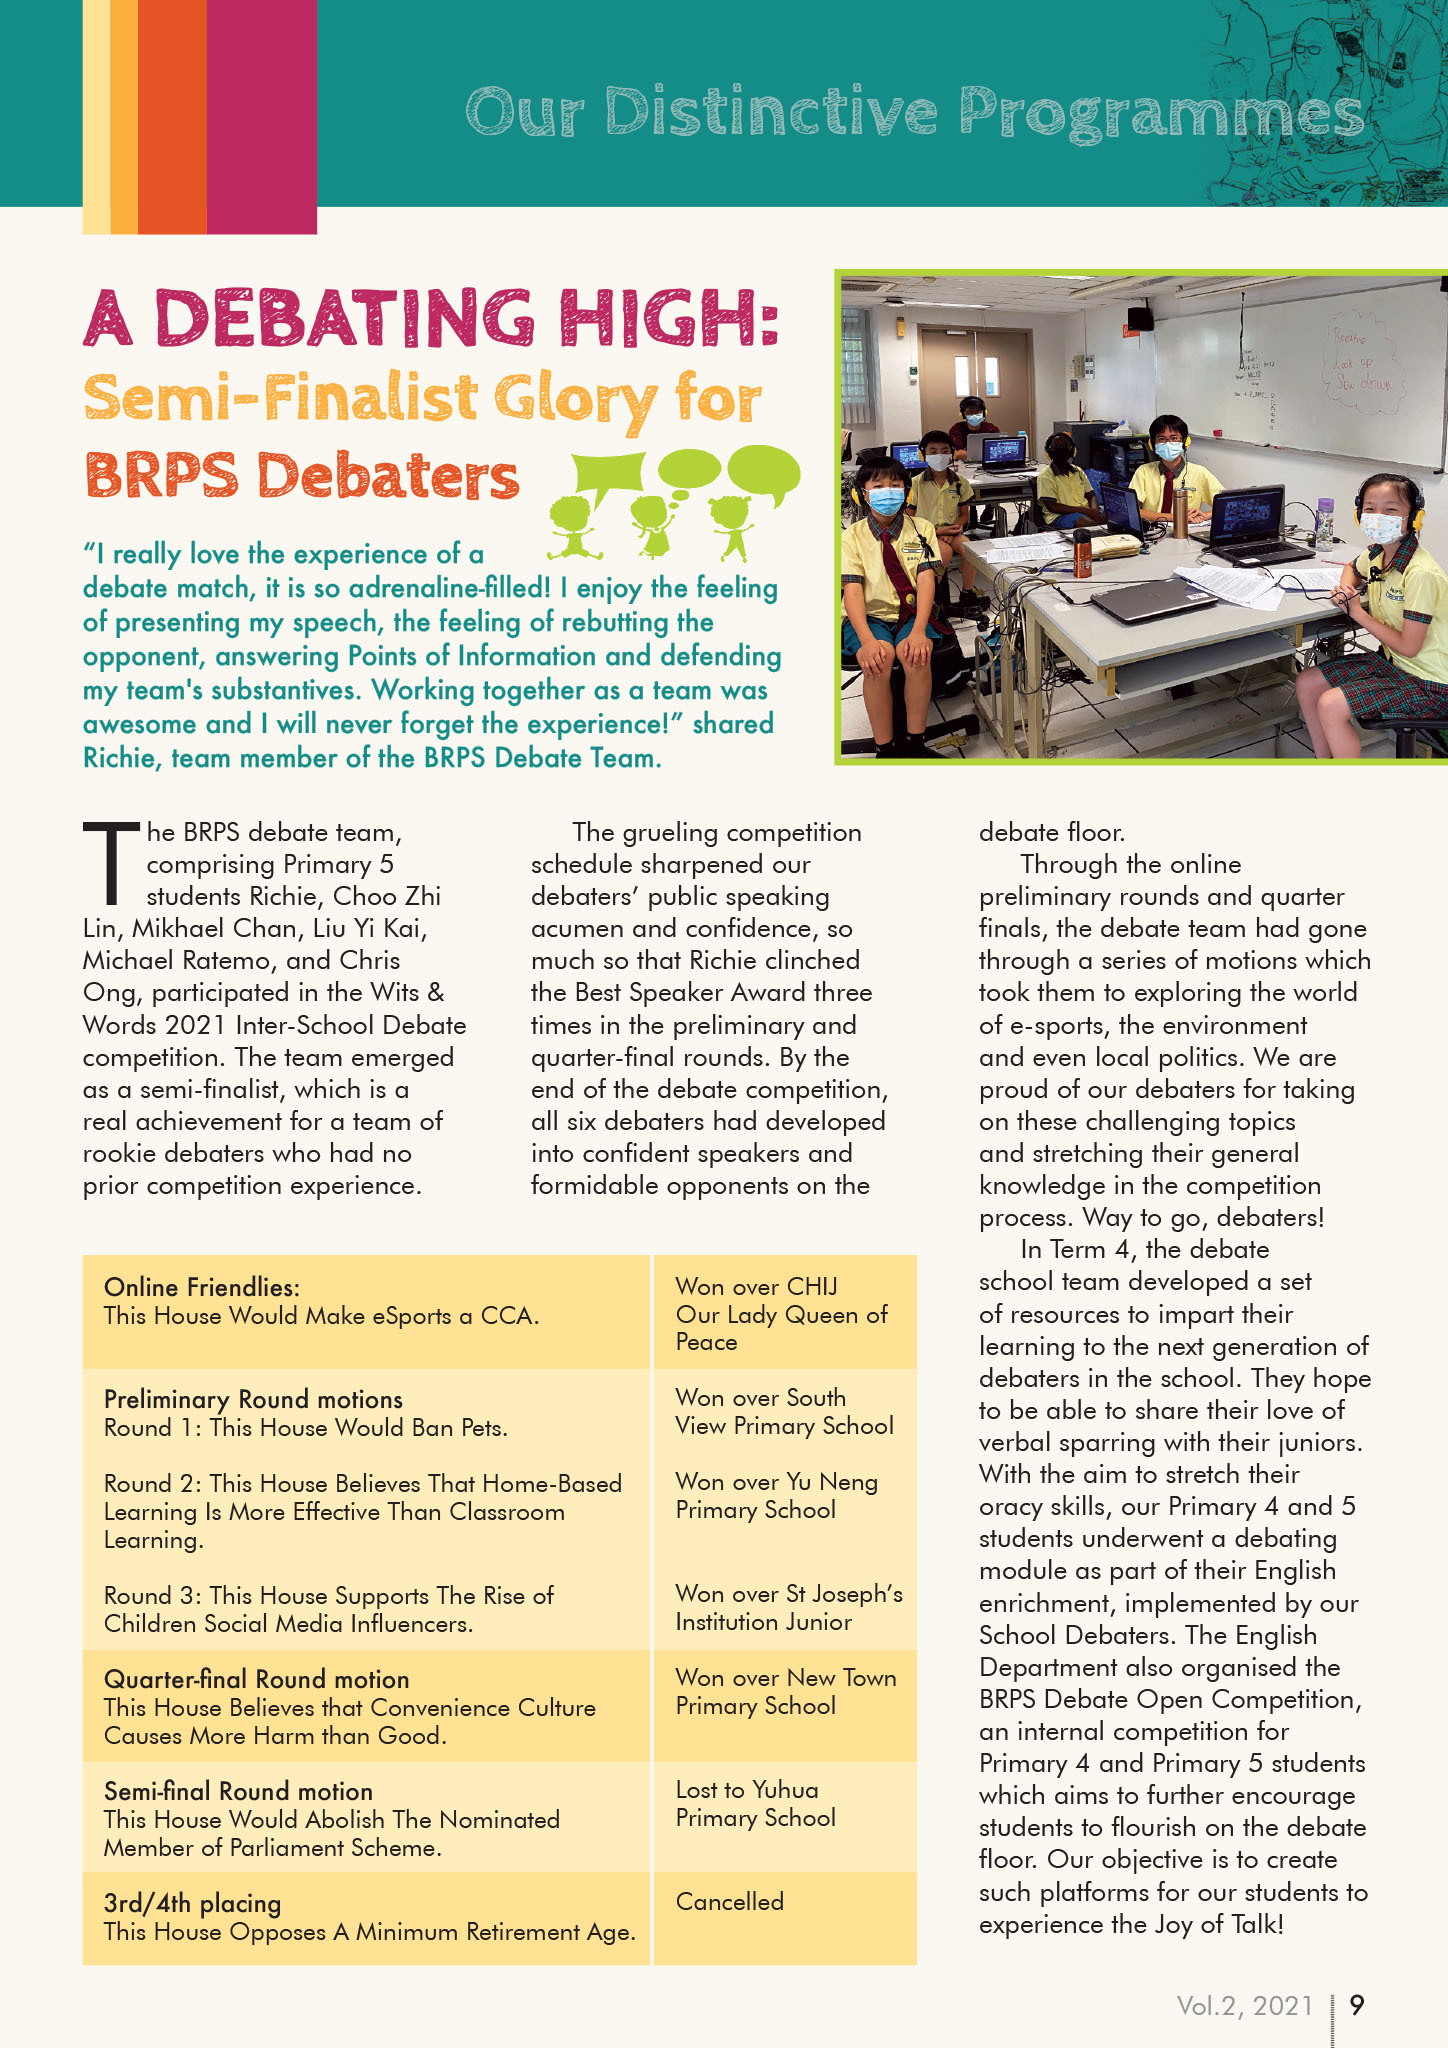 Our Distinctive Programmes
A DEBATING HIGH:
Semi-Finalist Glory for
BRPS Debaters
“I really love the experience of a
debate match, it is so adrenaline-filled! I enjoy the feeling
of presenting my speech, the feeling of rebutting the
opponent, answering Points of Information and defending
my team's substantives. Working together as a team was
awesome and I will never forget the experience!” shared
Richie, team member of the BRPS Debate Team.
Breathe
Look up
Slow down
The BRPS debate team,
comprising Primary 5
students Richie, Choo Zhi
Lin, Mikhael Chan, Liu Yi Kai,
Michael Ratemo, and Chris
Ong, participated in the Wits &
Words 2021 Inter-School Debate
competition. The team emerged
as a semi-finalist, which is a
real achievement for a team of
rookie debaters who had no
prior competition experience.
The grueling competition
schedule sharpened our
debaters’ public speaking
acumen and confidence, so
much so that Richie clinched
the Best Speaker Award three
times in the preliminary and
quarter-final rounds. By the
end of the debate competition,
all six debaters had developed
into confident speakers and
formidable opponents on the
debate floor.
Through the online
preliminary rounds and quarter
finals, the debate team had gone
through a series of motions which
took them to exploring the world
of e-sports, the environment
and even local politics. We are
proud of our debaters for taking
on these challenging topics
and stretching their general
knowledge in the competition
process. Way to go, debaters!
In Term 4, the debate
school team developed a set
of resources to impart their
learning to the next generation of
debaters in the school. They hope
to be able to share their love of
verbal sparring with their juniors.
With the aim to stretch their
oracy skills, our Primary 4 and 5
students underwent a debating
module as part of their English
enrichment, implemented by our
School Debaters. The English
Department also organised the
BRPS Debate Open Competition,
an internal competition for
Primary 4 and Primary 5 students
which aims to further encourage
students to flourish on the debate
floor. Our objective is to create
such platforms for our students to
experience the Joy of Talk!
Online Friendlies:
This House Would Make eSports a CCA.
Won over CHIJ
Our Lady Queen of
Peace
Preliminary Round motions
Round 1: This House Would Ban Pets.
Won over South
View Primary School
Round 2: This House Believes That Home-Based
Learning Is More Effective Than Classroom
Learning.
Won over Yu Neng
Primary School
Round 3: This House Supports The Rise of
Children Social Media Influencers.
Won over St Joseph’s
Institution Junior
Quarter-final Round motion
This House Believes that Convenience Culture
Causes More Harm than Good.
Won over New Town
Primary School
Semi-final Round motion
This House Would Abolish The Nominated
Member of Parliament Scheme.
Lost to Yuhua
Primary School
3rd/4th placing
This House Opposes A Minimum Retirement Age.
Cancelled
Vol.2, 2021
9